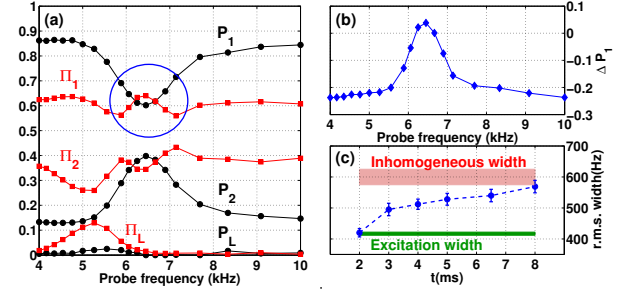 (a)
1
0.9
0.8
0.7
0.6
0.5
0.4
0.3
0.2
0.1
0
P1
Π1
Π2
P2
ΠL
PL
4 5 6 7 8 9 10
Probe frequency (kHz)
(b)
0.1
0
−0.1
−0.2
−0.3
Δ P1
4 5 6 7 8 9 10
Probe frequency (kHz)
(c)
Inhomogeneous width
Excitation width
700
600
500
400
r.m.s. width(Hz)
2 3 4 5 6 7 8
t(ms)